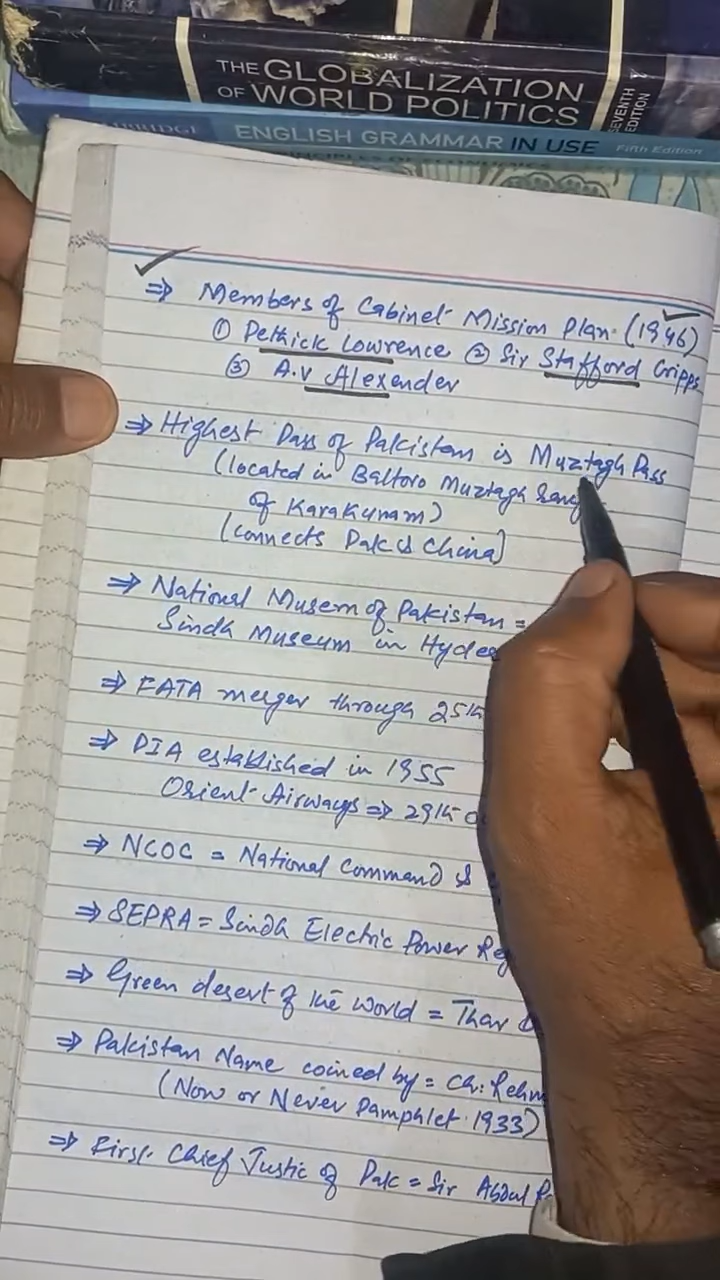 THE GLOBALIZATION
OF WORLD POLITICS
SEVENTH
EDITION
ENGLISH GRAMMAR IN USE Fifth Edition
⇒ Members of Cabinet Mission Plan (1946)
① Pethick Lowrence ② Sir Stafford Cripps
③ A.V Alexender
⇒ Highest Pass of Pakistan is Muztagh Pass
(located in Baltoro Muztagh
of Karakuram)
(connects Pak & China)
⇒ National Musem of Pakistan =
Sindh Museum in Hyde
⇒ FATA merger through 25th
⇒ PIA established in 1955
Orient Airways => 29th O
⇒ NCOC = National Command &
⇒ SEPRA = Sindh Electric Power Reg
⇒ Green desert of the World = Thar D
⇒ Pakistan Name coined by = Ch: Rehm
(Now or Never Pamphlet 1933)
⇒ First Chief Justic of Pak = Sir Abdul R